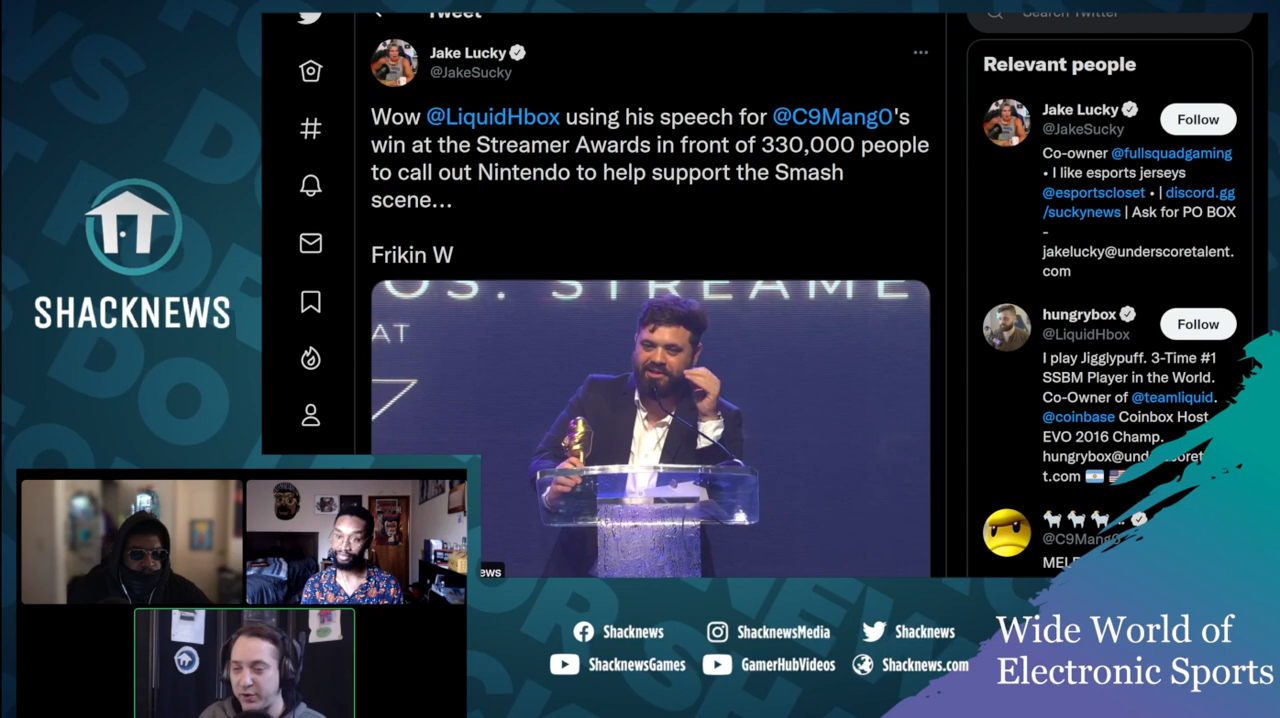 Tweet
Search Twitter
Jake Lucky
@JakeSucky
Wow @LiquidHbox using his speech for @C9Mang0's
win at the Streamer Awards in front of 330,000 people
to call out Nintendo to help support the Smash
scene...
Frikin W
STREAME
AT
Relevant people
Jake Lucky
@JakeSucky
Follow
Co-owner @fullsquadgaming
• I like esports jerseys
@esportscloset • | discord.gg
/suckynews | Ask for PO BOX
-
jakelucky@underscoretalent.
com
hungrybox
@LiquidHbox
Follow
I play Jigglypuff. 3-Time #1
SSBM Player in the World.
Co-Owner of @teamliquid.
@coinbase Coinbox Host
EVO 2016 Champ.
@C9Mang0
SHACKNEWS
Shacknews
ShacknewsMedia
Shacknews
ShacknewsGames
GamerHubVideos
Shacknews.com
Wide World of
Electronic Sports